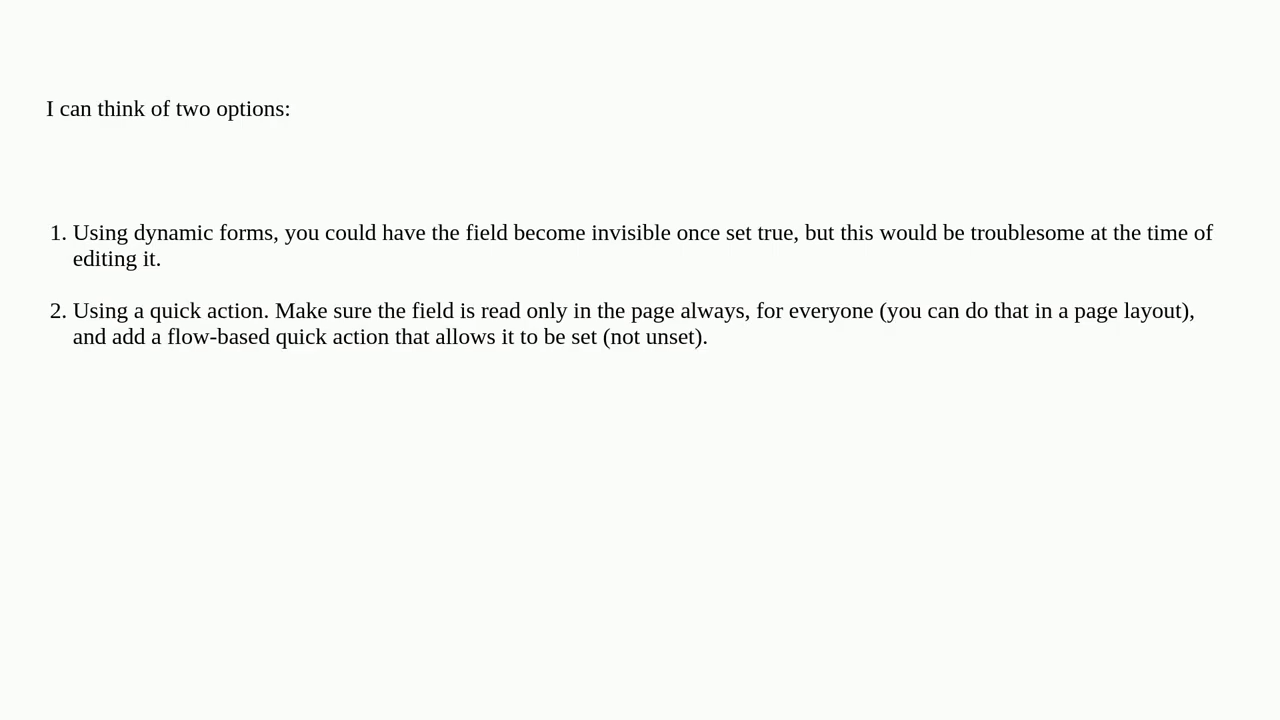 I can think of two options:
1. Using dynamic forms, you could have the field become invisible once set true, but this would be troublesome at the time of
editing it.
2. Using a quick action. Make sure the field is read only in the page always, for everyone (you can do that in a page layout),
and add a flow-based quick action that allows it to be set (not unset).